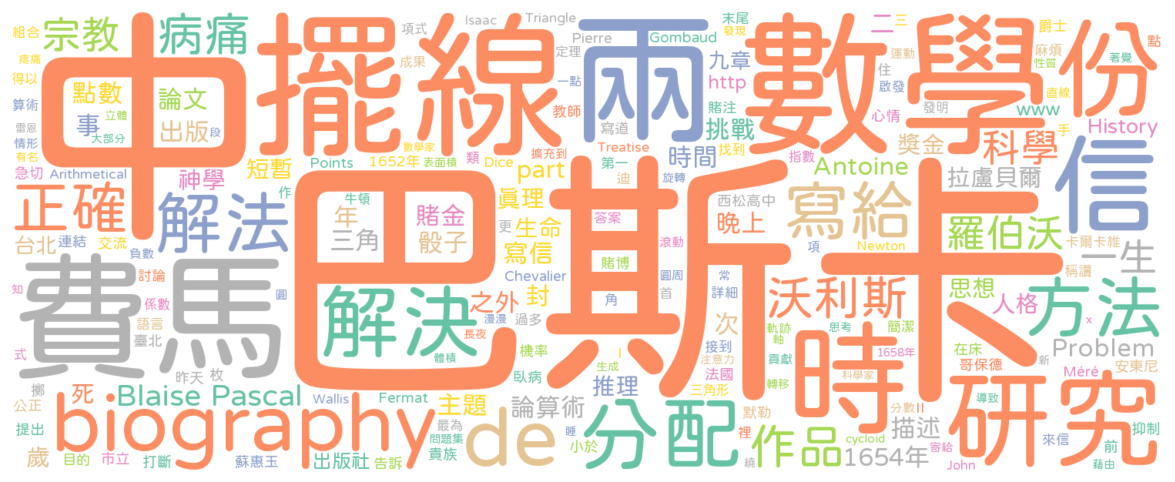 組合 宗教 病痛 項式 Isaac Triangle 末尾 發現 二 三 爵士 點
疼痛 成果 Pierre Gombaud 九章 運動 麻煩 性質 著覺
得以 點數 論文 定理 一點 http 住 啟發 直線
算術 事 出版 立體 教師 賭注 挑戰 發明 www 手
雷恩 大部分 段 數學家 寫道 找到 心情 獎金 科學 History
情形 有名 短暫 Points 1652年 表面積 類 Dice 擴充到 Treatise 第一 時間 Antoine
急切 Arithmetical 神學 作 part 迪 旋轉 指數 拉盧貝爾
中 擺線 兩 數學 份
正確 解法 牛頓 年 三角 賭金 骰子 更 眞理 生命 寫信 答案 西松高中 晚上 寫給 信
台北 連結 交流 負數 Chevalier 賭博 滾動 圓周 常 項 Newton 羅伯沃 卡爾卡維 一生
知 討論 圓 係數 之外 封 角 首 詳細 稱讚
費馬 巴斯卡
語言 式 臺北 解決 漫漫 長夜 過多 次 沃利斯 軌跡 軸 思考 簡潔 思想 人格 方法 x
昨天 枚 體積 機率 I 接到 貢獻 1658年 在床 Problem
擲 臥病 生成 注意力 法國 科學家 哥保德 新 安東尼
公正 死 Blaise Pascal Wallis Fermat 推理 三角形 轉移 時 Méré 導致
提出 biography 主題 論算術 分配 默勒 分數 II 描述 研究 來信 抑制
歲 目的 市立 打斷 最為 問題集 de 睡 小於 裡 作品 cycloid 寄給 1654年 前
蘇惠玉 出版社 告訴 貴族 繞 John 藉由